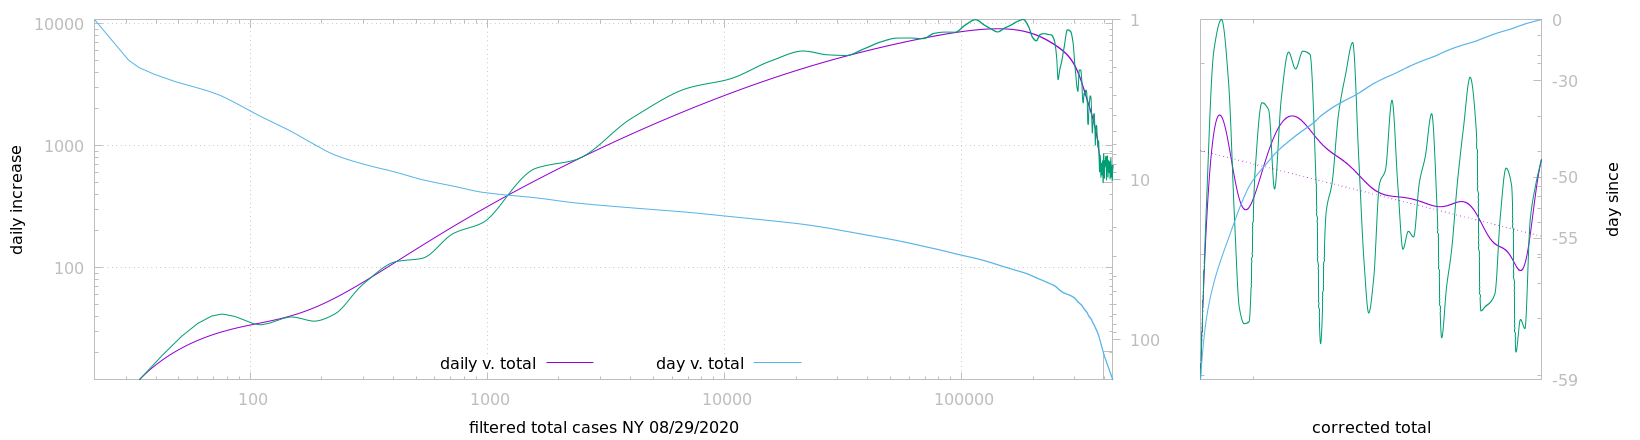 10000
1000
100
daily increase
1
10
100
daily v. total
day v. total
100
1000
10000
100000
filtered total cases NY 08/29/2020
0
-30
-50
-55
-59
day since
corrected total